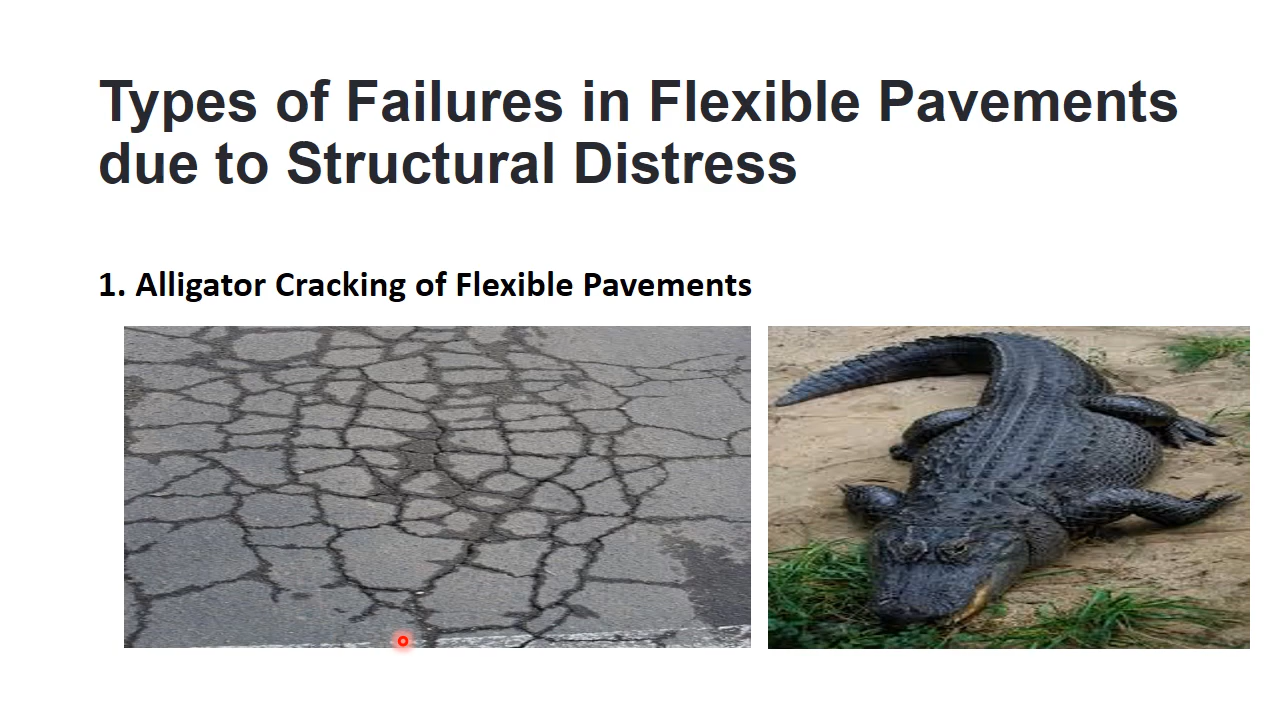 Types of Failures in Flexible Pavements
due to Structural Distress
1. Alligator Cracking of Flexible Pavements